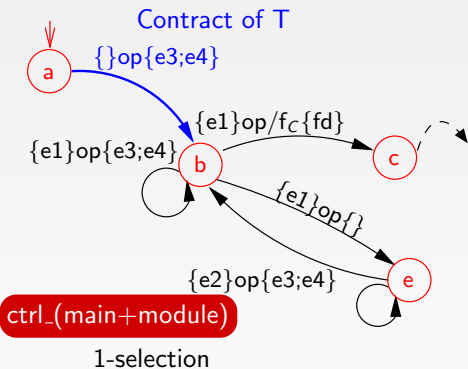 Contract of T
{}op{e3;e4}
a
{e1}op/f_C{fd}
{e1}op{e3;e4}
b
c
{e1}op{}
{e2}op{e3;e4}
e
ctrl_(main+module)
1-selection